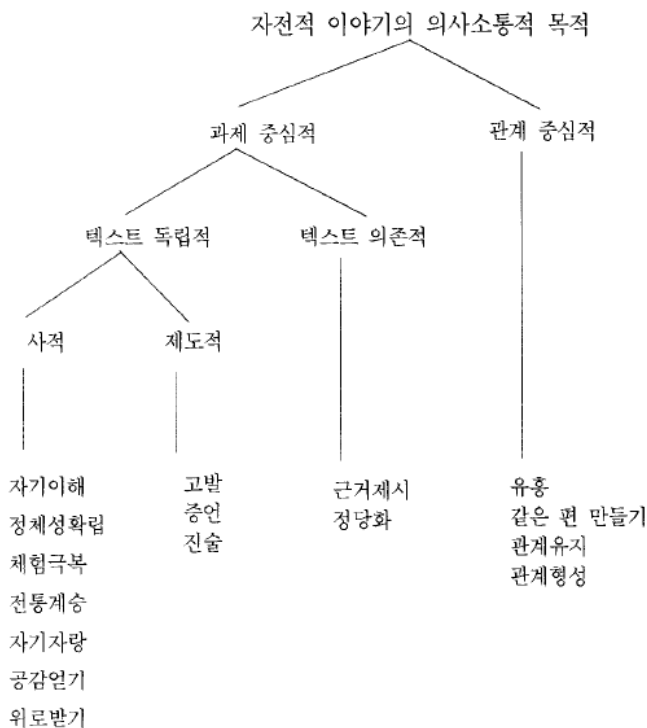 자전적 이야기의 의사소통적 목적
과제 중심적
관계 중심적
텍스트 독립적
텍스트 의존적
사적
제도적
자기이해
정체성확립
체험극복
전통계승
자기자랑
공감얻기
위로받기
고발
증언
진술
근거제시
정당화
유흥
같은 편 만들기
관계유지
관계형성